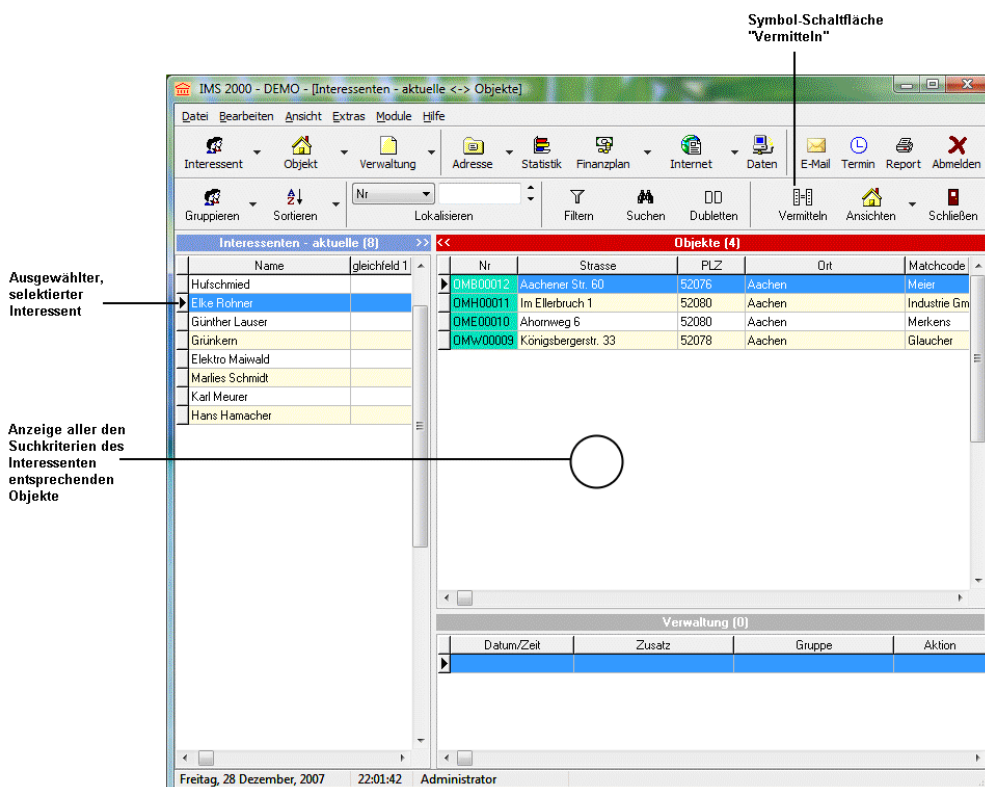 Symbol-Schaltfläche
"Vermitteln"
IMS 2000 - DEMO - [Interessenten - aktuelle <-> Objekte]
Datei Bearbeiten Ansicht Extras Module Hilfe
Interessent Objekt Verwaltung Adresse Statistik Finanzplan Internet Daten E-Mail Termin Report Abmelden
Nr
Gruppieren Sortieren Lokalisieren Filtern Suchen Dubletten Vermitteln Ansichten Schließen
Interessenten - aktuelle (8) >> << Objekte (4)
Name gleichfeld 1
Nr Strasse PLZ Ort Matchcode
Ausgewählter,
selektierter
Interessent
Hufschmied
Elke Rohner
Günther Lauser
Grünkern
Elektro Maiwald
Marlies Schmidt
Karl Meurer
Hans Hamacher
OMB00012 Aachener Str. 60 52076 Aachen Meier
OMH00011 Im Ellerbruch 1 52080 Aachen Industrie Gm
OME00010 Ahornweg 6 52080 Aachen Merkens
OMW00009 Königsbergerstr. 33 52078 Aachen Glaucher
Anzeige aller den
Suchkriterien des
Interessenten
entsprechenden
Objekte
Verwaltung (0)
Datum/Zeit Zusatz Gruppe Aktion
Freitag, 28 Dezember, 2007 22:01:42 Administrator